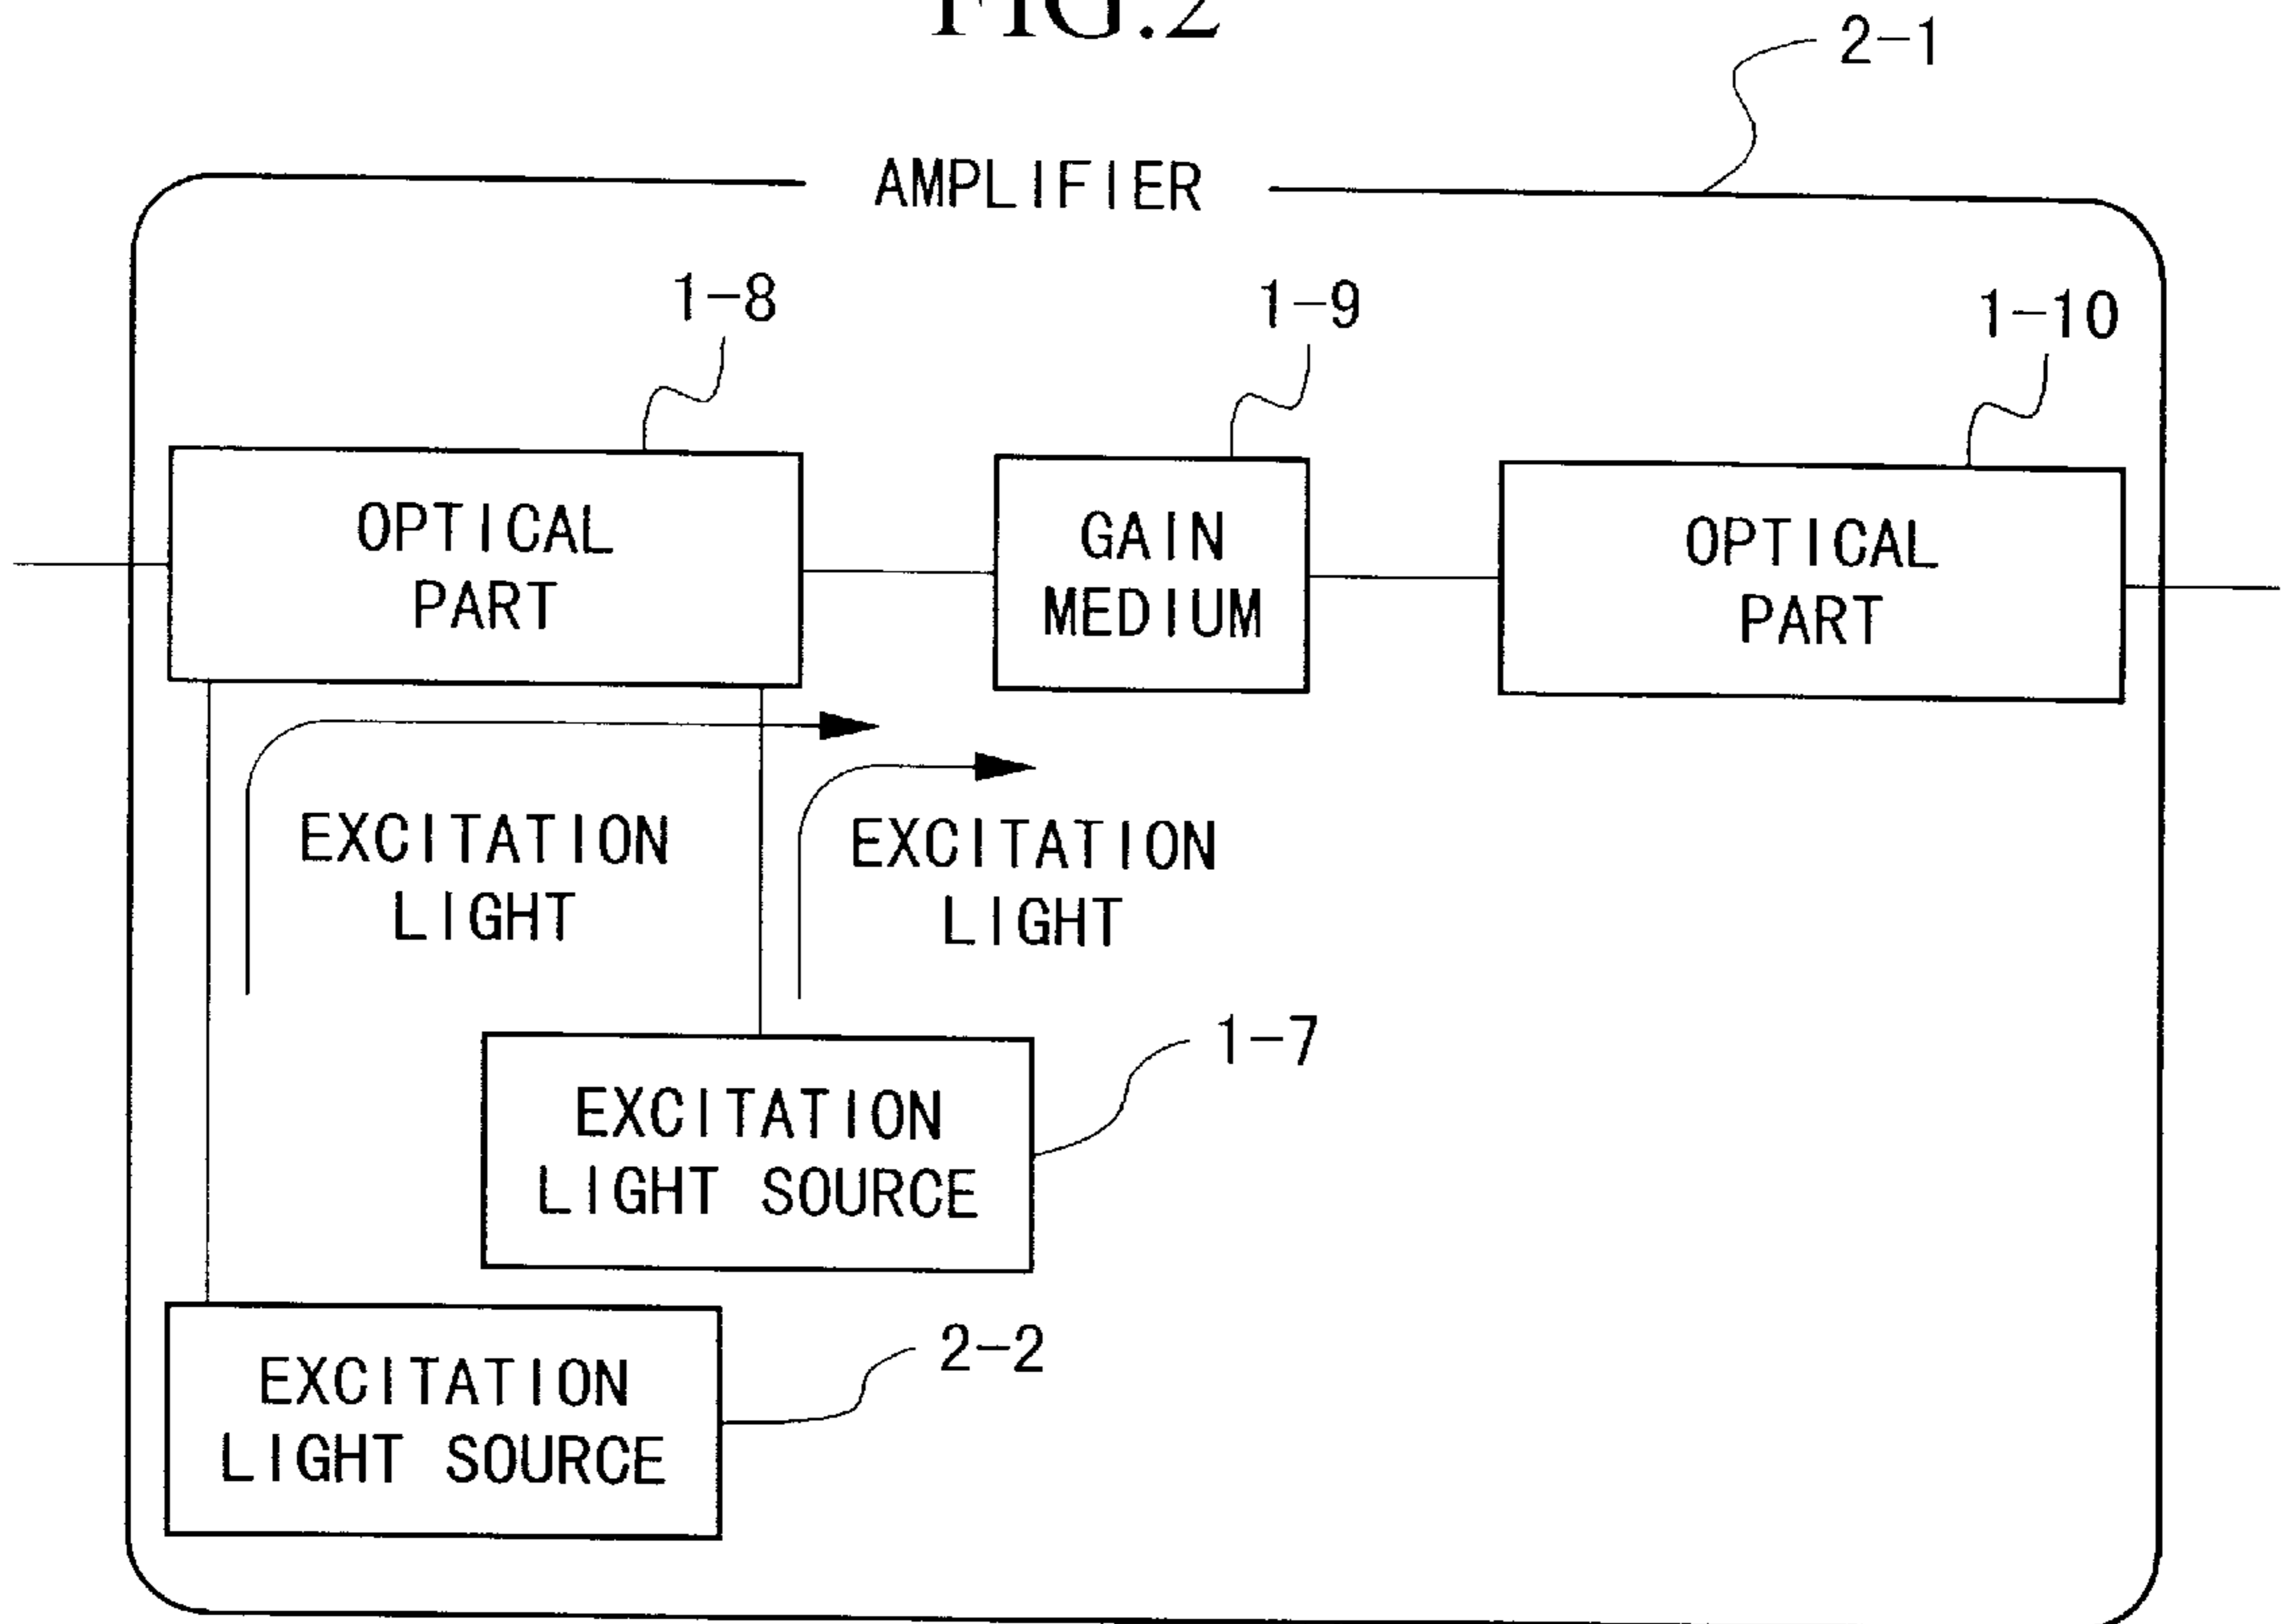 FIG.2
2-1
AMPLIFIER
1-8
1-9
1-10
OPTICAL
PART
GAIN
MEDIUM
OPTICAL
PART
EXCITATION
LIGHT
EXCITATION
LIGHT
1-7
EXCITATION
LIGHT SOURCE
2-2
EXCITATION
LIGHT SOURCE